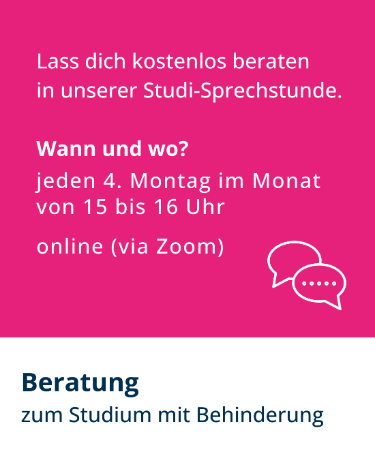 Lass dich kostenlos beraten
in unserer Studi-Sprechstunde.
Wann und wo?
jeden 4. Montag im Monat
von 15 bis 16 Uhr
online (via Zoom)
Beratung
zum Studium mit Behinderung